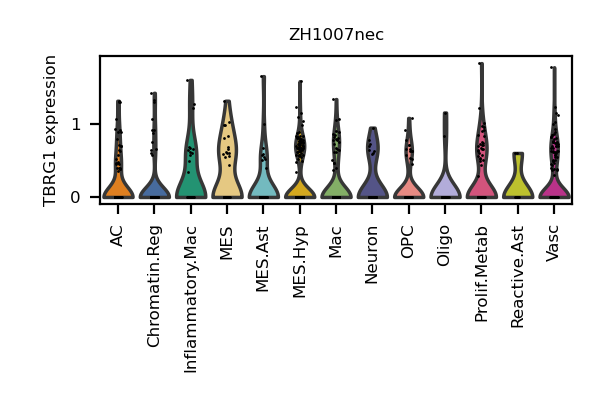 ZH1007nec
TBRG1 expression
1
0
AC
Chromatin.Reg
Inflammatory.Mac
MES
MES.Ast
MES.Hyp
Mac
Neuron
OPC
Oligo
Prolif.Metab
Reactive.Ast
Vasc